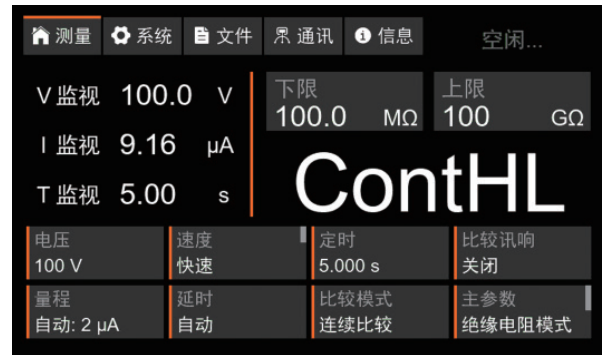 测量 系统 文件 通讯 信息 空闲...
V 监视 100.0 V
I 监视 9.16 μA
T 监视 5.00 s
下限 上限
100.0 MΩ 100 GΩ
ContHL
电压 速度 定时 比较讯响
100 V 快速 5.000 s 关闭
量程 延时 比较模式 主参数
自动: 2 μA 自动 连续比较 绝缘电阻模式